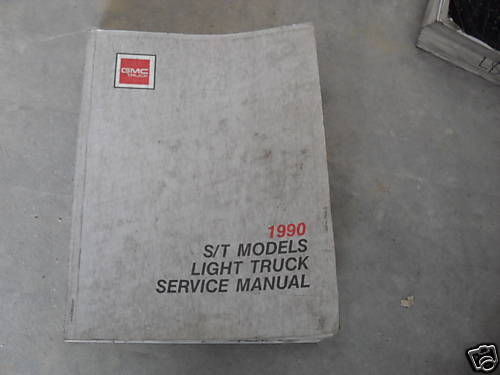 GMC
TRUCK
1990
S/T MODELS
LIGHT TRUCK
SERVICE MANUAL